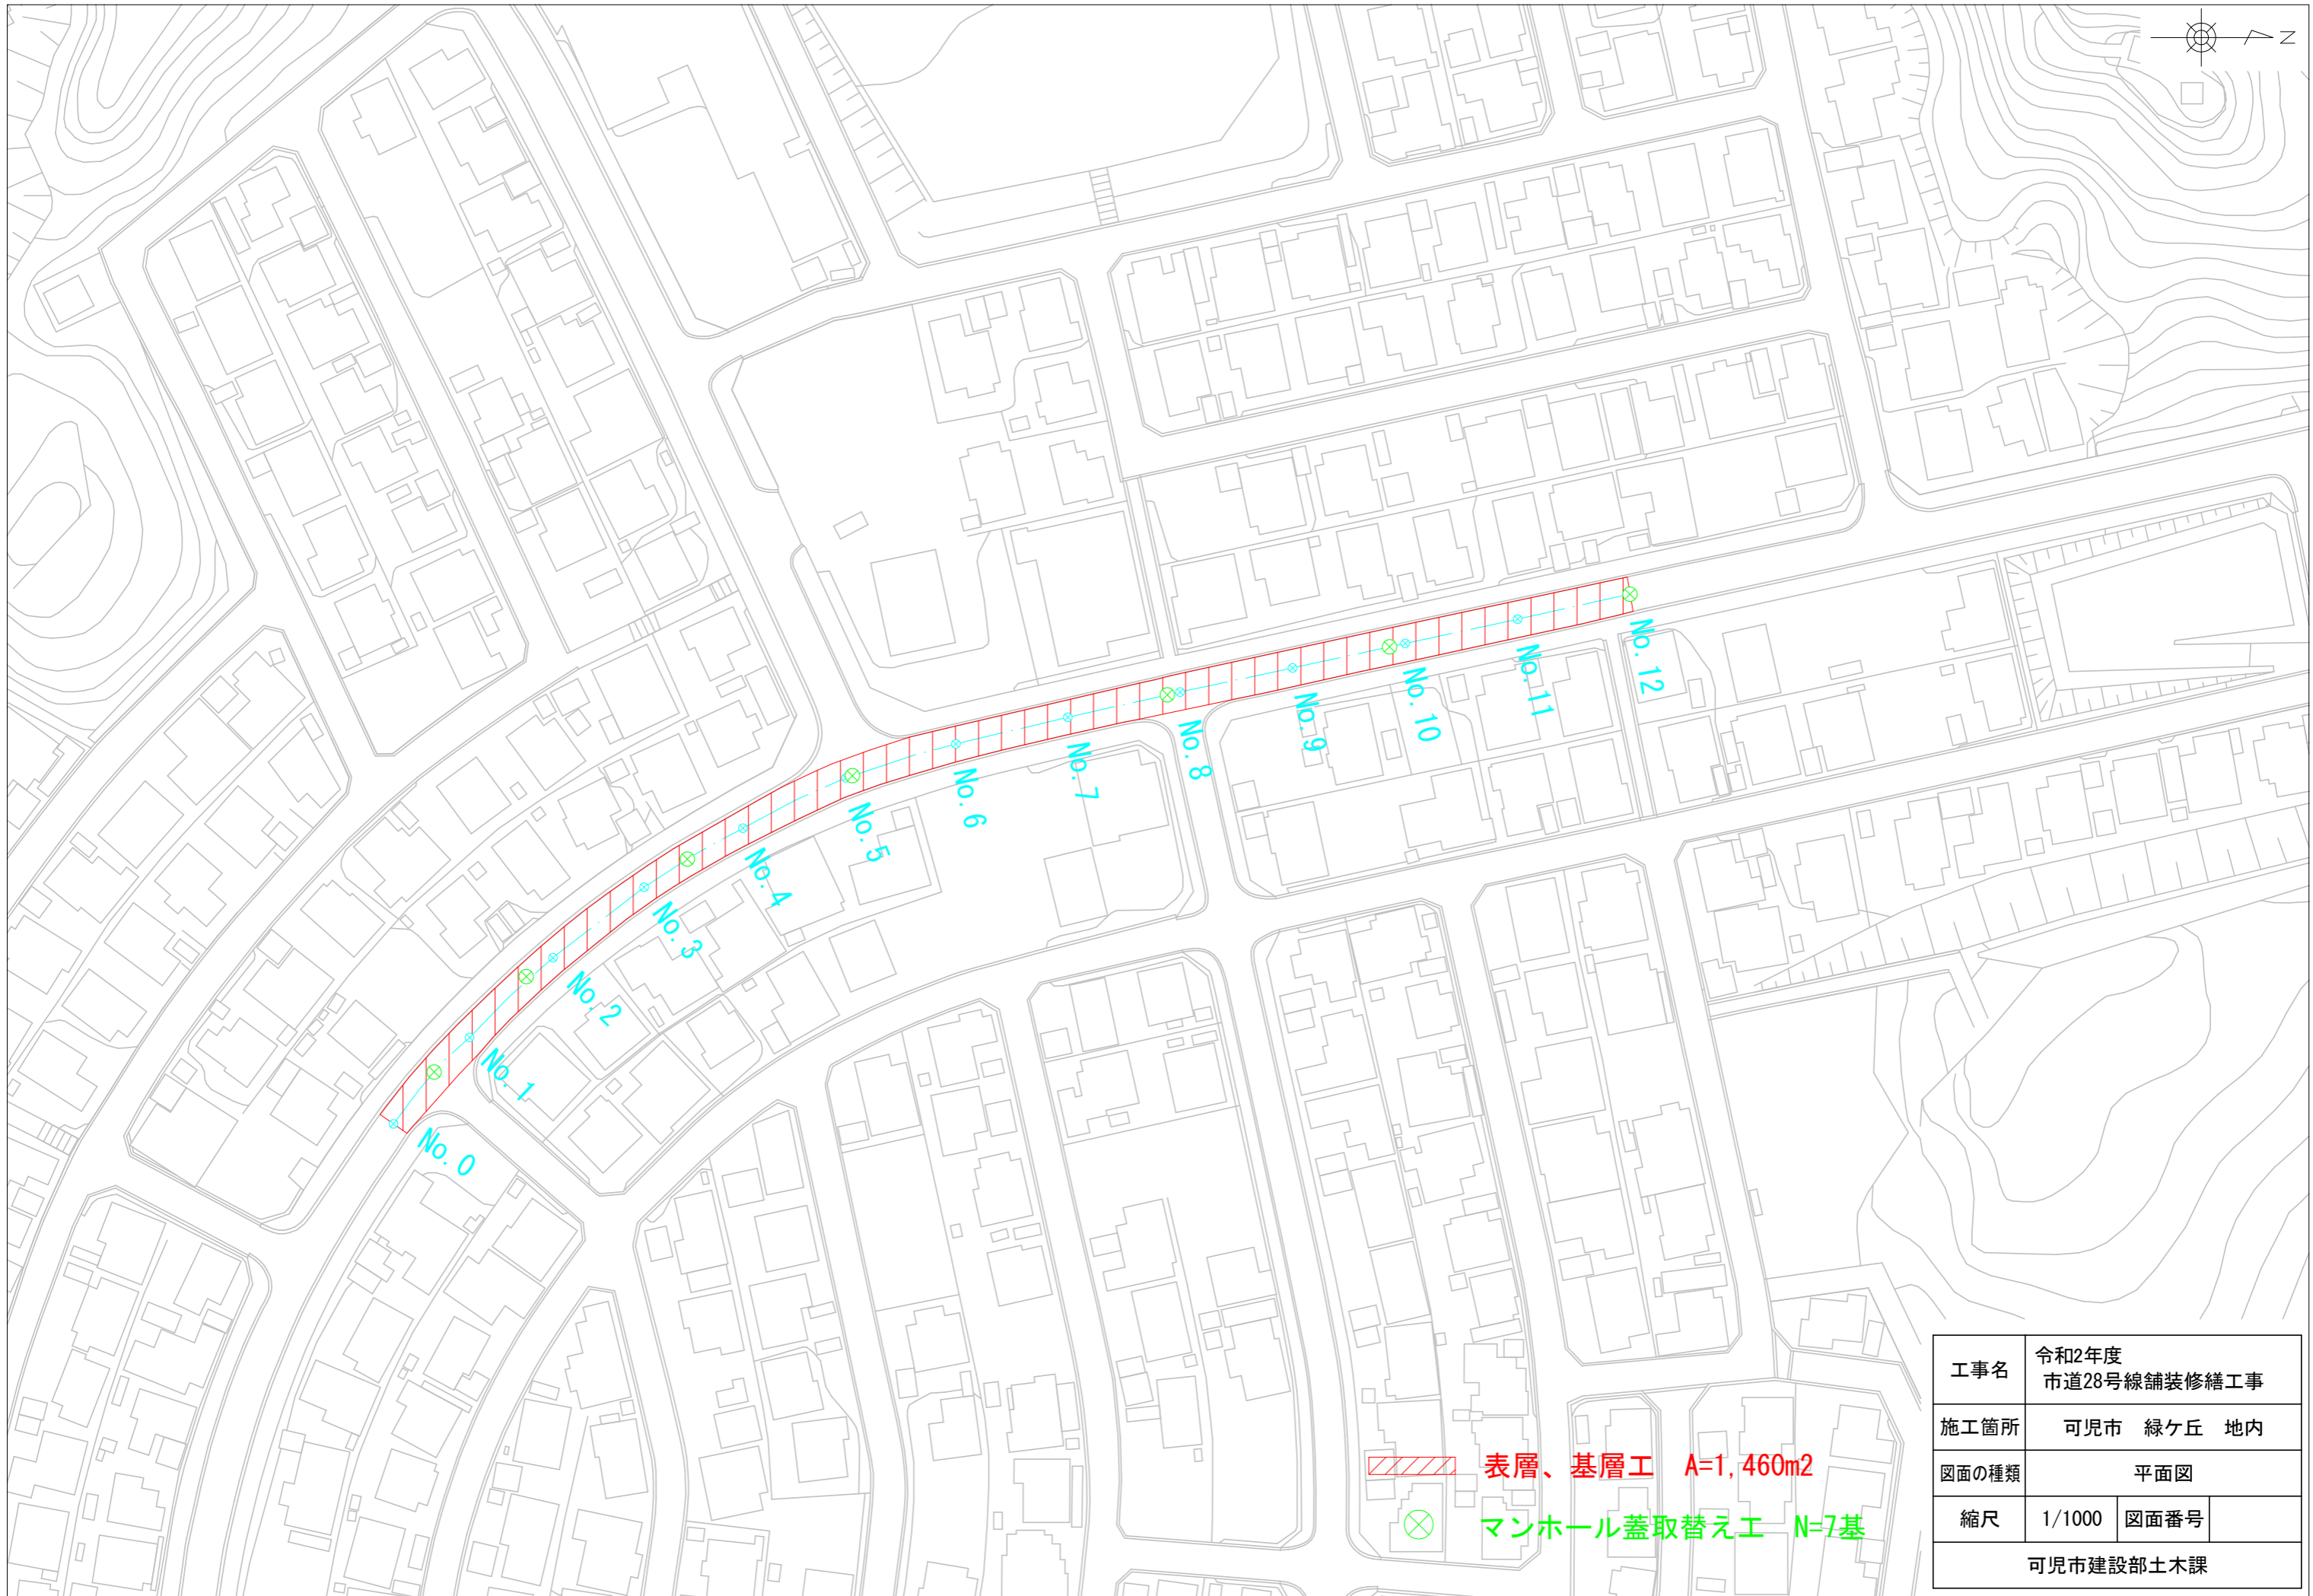 N
No. 12
No. 11
No. 10
No. 9
No. 8
No. 7
No. 6
No. 5
No. 4
No. 3
No. 2
No. 1
No. 0
表層、基層工　A=1,460m2
マンホール蓋取替え工　N=7基
工事名
令和2年度
市道28号線舗装修繕工事
施工箇所
可児市　緑ケ丘　地内
図面の種類
平面図
縮尺
1/1000
図面番号
可児市建設部土木課